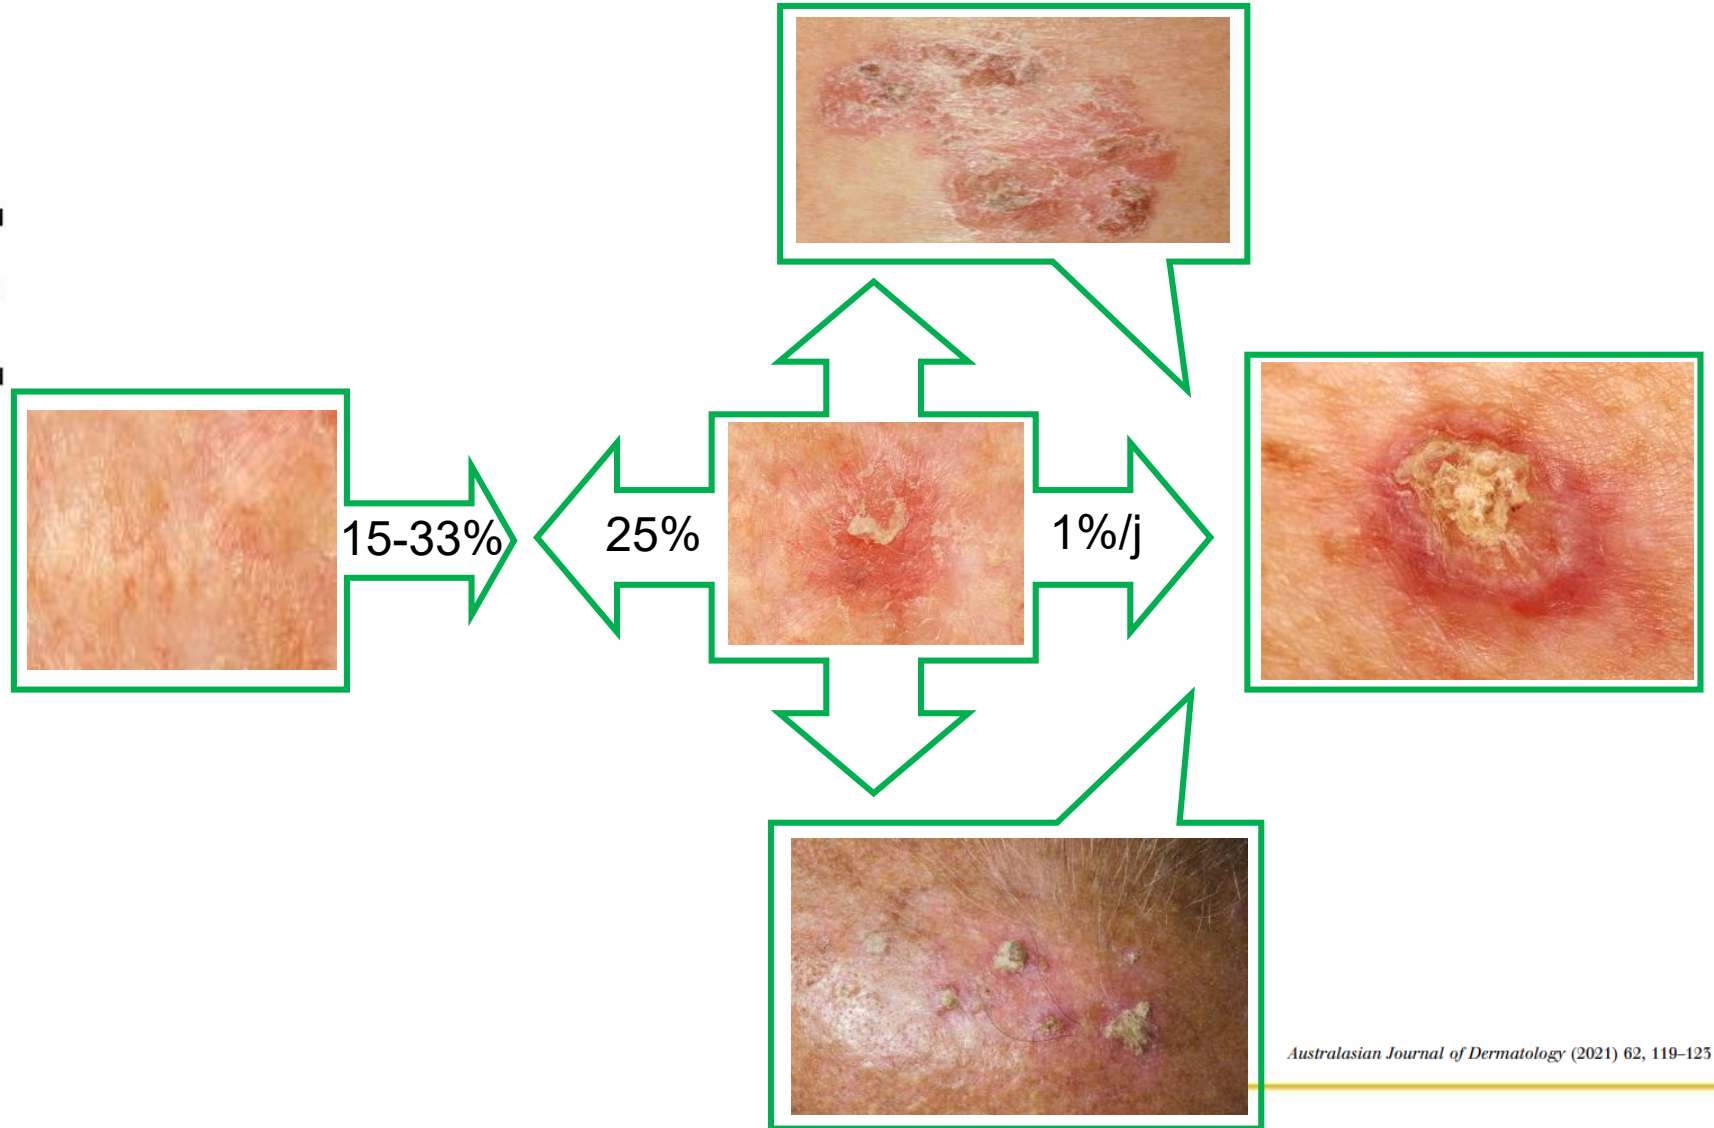 15-33%
25%
1%/j
Australasian Journal of Dermatology (2021) 62, 119–123